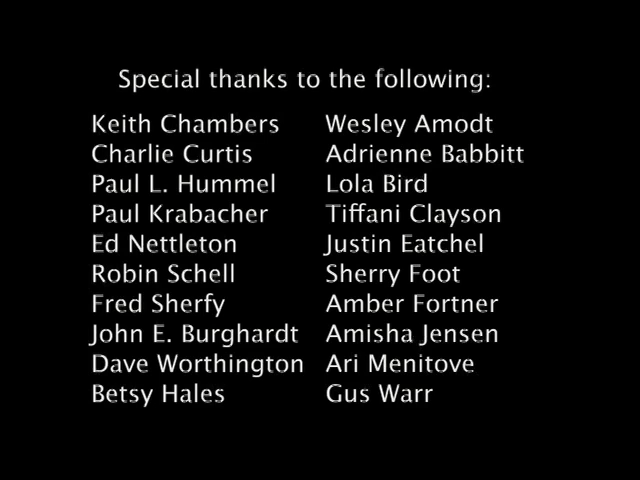 Special thanks to the following:
Keith Chambers
Charlie Curtis
Paul L. Hummel
Paul Krabacher
Ed Nettleton
Robin Schell
Fred Sherfy
John E. Burghardt
Dave Worthington
Betsy Hales
Wesley Amodt
Adrienne Babbitt
Lola Bird
Tiffani Clayson
Justin Eatchel
Sherry Foot
Amber Fortner
Amisha Jensen
Ari Menitove
Gus Warr